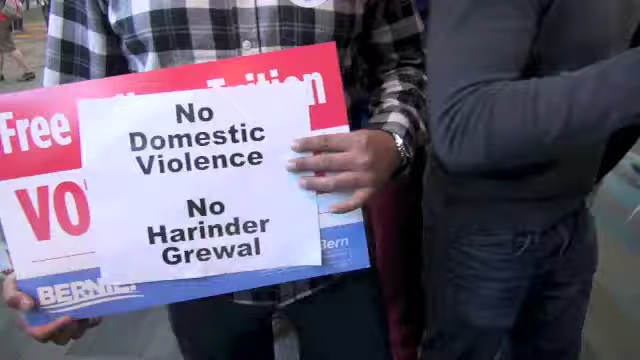 Free Tuition
No
Domestic
Violence
VO
No
Harinder
Grewal
BERNIE
Bern